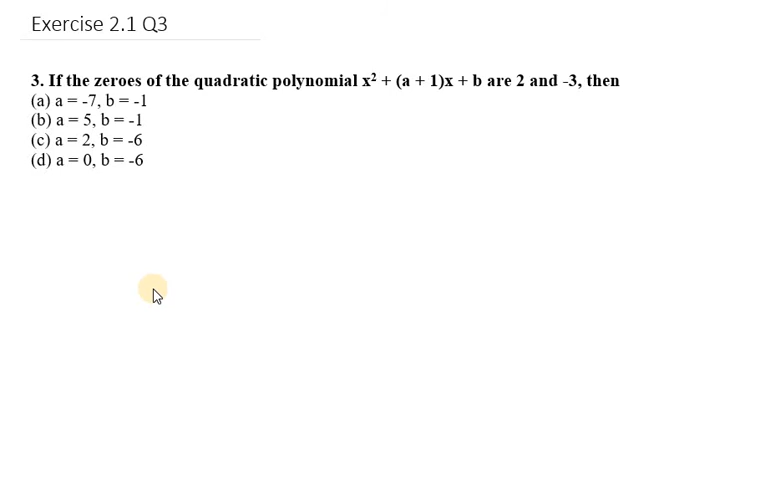 Exercise 2.1 Q3
3. If the zeroes of the quadratic polynomial x² + (a + 1)x + b are 2 and -3, then
(a) a = -7, b = -1
(b) a = 5, b = -1
(c) a = 2, b = -6
(d) a = 0, b = -6